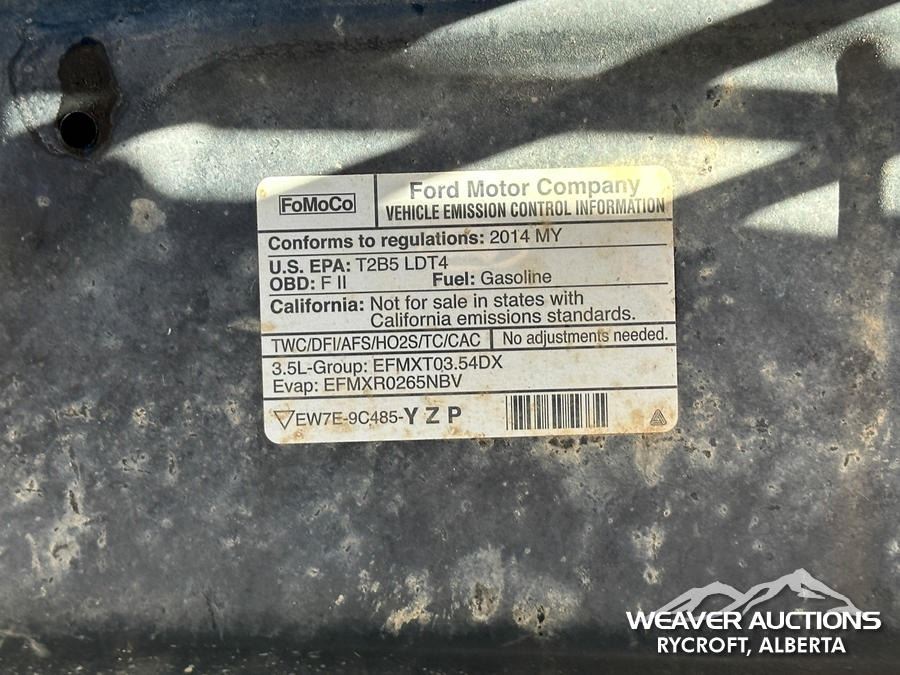 FoMoCo
Ford Motor Company
VEHICLE EMISSION CONTROL INFORMATION
Conforms to regulations: 2014 MY
U.S. EPA: T2B5 LDT4
OBD: F II Fuel: Gasoline
California: Not for sale in states with
California emissions standards.
TWC/DFI/AFS/HO2S/TC/CAC No adjustments needed.
3.5L-Group: EFMXT03.54DX
Evap: EFMXR0265NBV
EW7E-9C485-YZP
WEAVER AUCTIONS
RYCROFT, ALBERTA